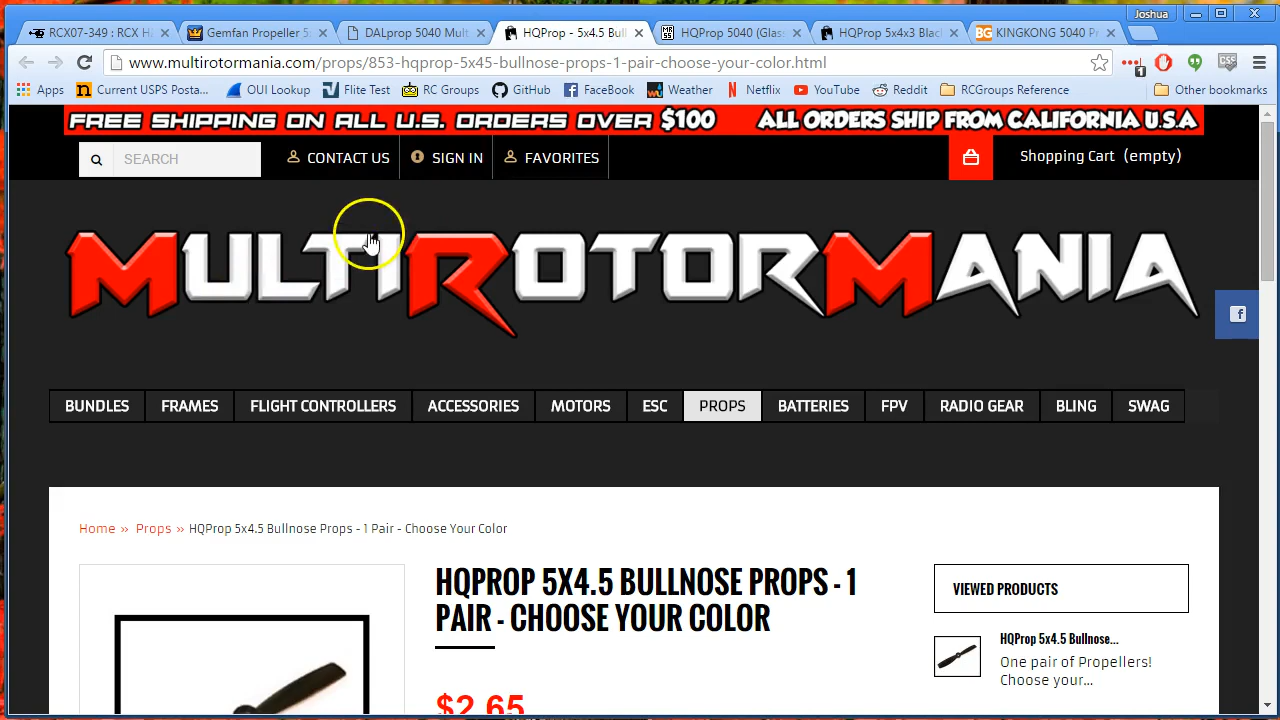 Joshua
RCX07-349 : RCX H
Gemfan Propeller 5
DALprop 5040 Mult
HQProp - 5x4.5 Bull
HQProp 5040 (Glas
HQProp 5x4x3 Blac
KINGKONG 5040 Pr
www.multirotormania.com/props/853-hqprop-5x45-bullnose-props-1-pair-choose-your-color.html
1
Apps
Current USPS Posta...
OUI Lookup
Flite Test
RC Groups
GitHub
FaceBook
Weather
Netflix
YouTube
Reddit
RCGroups Reference
Other bookmarks
FREE SHIPPING ON ALL U.S. ORDERS OVER $100 ALL ORDERS SHIP FROM CALIFORNIA U.S.A
SEARCH
CONTACT US
SIGN IN
FAVORITES
Shopping Cart (empty)
MULTIROTORMANIA
BUNDLES
FRAMES
FLIGHT CONTROLLERS
ACCESSORIES
MOTORS
ESC
PROPS
BATTERIES
FPV
RADIO GEAR
BLING
SWAG
Home » Props » HQProp 5x4.5 Bullnose Props - 1 Pair - Choose Your Color
HQPROP 5X4.5 BULLNOSE PROPS - 1
PAIR - CHOOSE YOUR COLOR
$2.65
VIEWED PRODUCTS
HQProp 5x4.5 Bullnose...
One pair of Propellers!
Choose your...